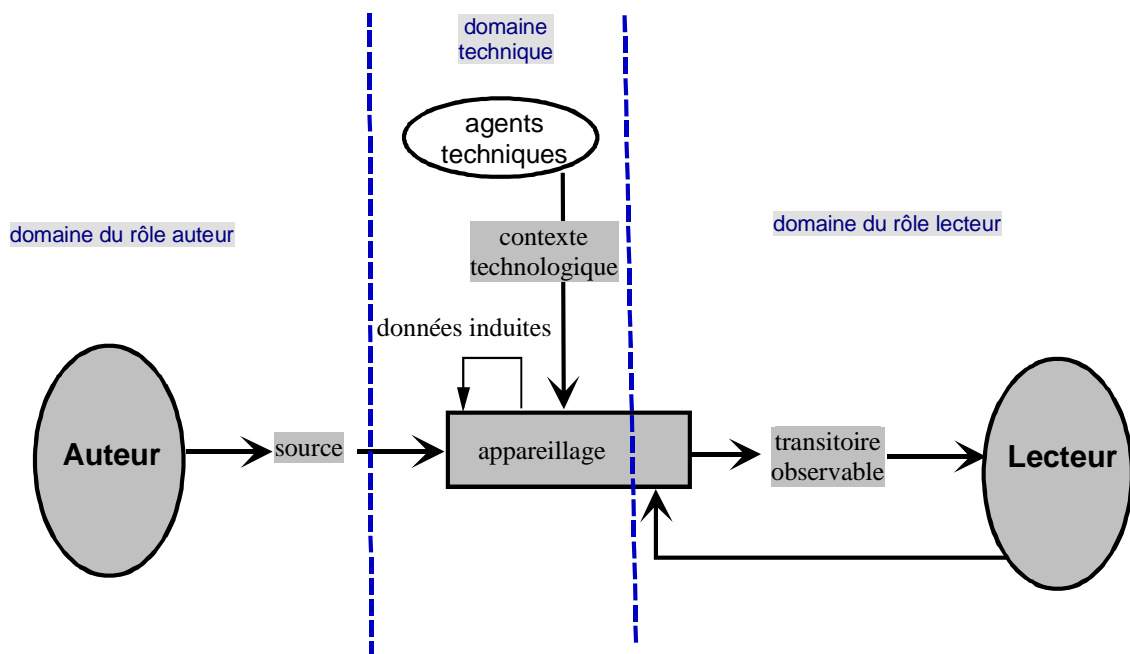 domaine
technique
agents
techniques
domaine du rôle auteur
domaine du rôle lecteur
contexte
technologique
données induites
Auteur
source
appareillage
transitoire
observable
Lecteur